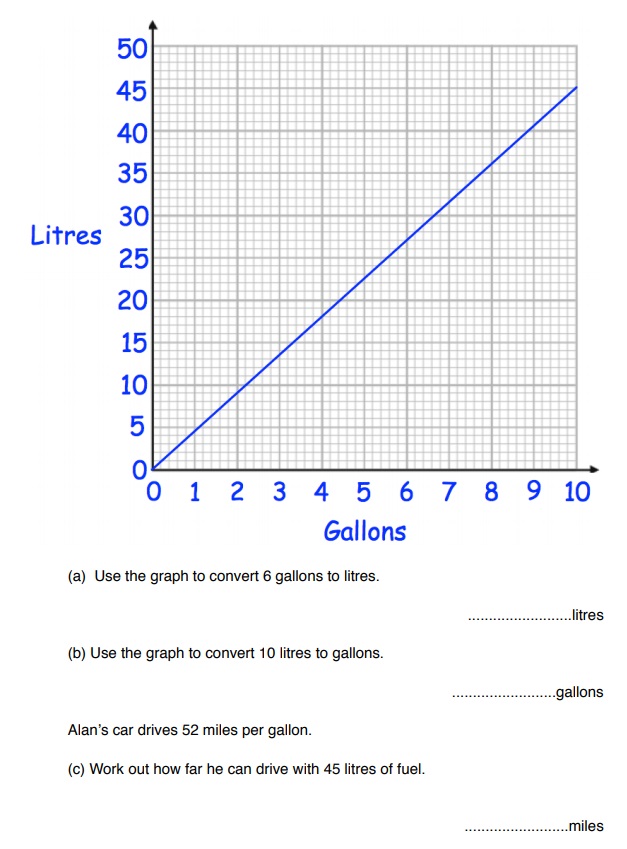 50
45
40
35
30
Litres
25
20
15
10
5
0
0 1 2 3 4 5 6 7 8 9 10
Gallons
(a) Use the graph to convert 6 gallons to litres.
.........................litres
(b) Use the graph to convert 10 litres to gallons.
.........................gallons
Alan's car drives 52 miles per gallon.
(c) Work out how far he can drive with 45 litres of fuel.
.........................miles